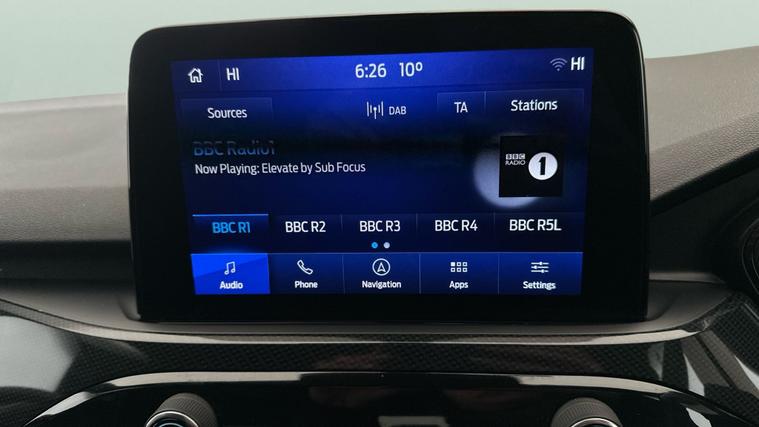 HI 6:26 10° HI
Sources DAB TA Stations
BBC Radio1
Now Playing: Elevate by Sub Focus
BBC
RADIO 1
BBC R1 BBC R2 BBC R3 BBC R4 BBC R5L
Audio Phone Navigation Apps Settings